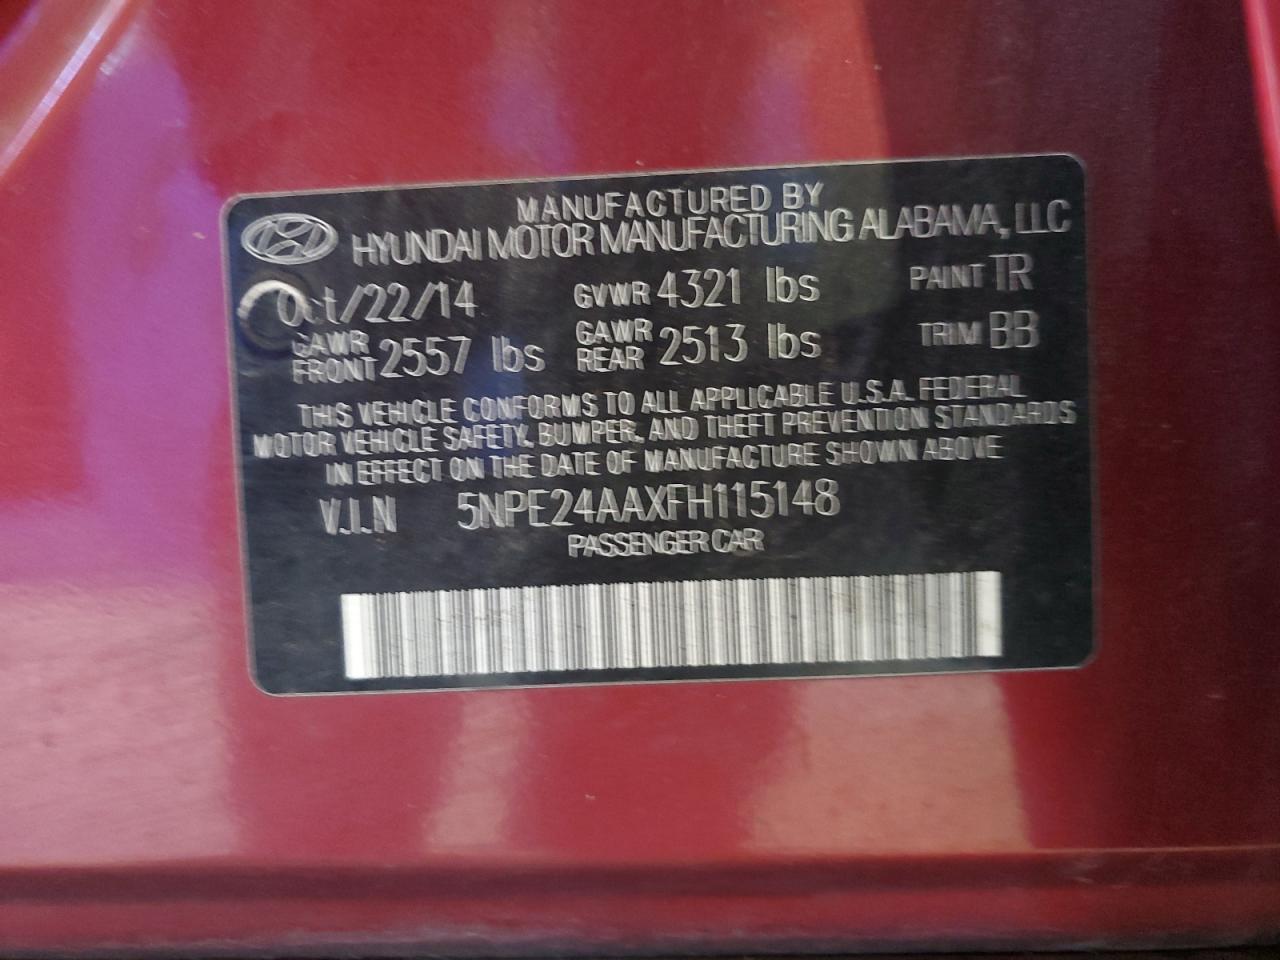 MANUFACTURED BY
HYUNDAI MOTOR MANUFACTURING ALABAMA, LLC
Oct/22/14 GVWR 4321 lbs PAINT TR
GAWR FRONT 2557 lbs GAWR REAR 2513 lbs TRIM BB
THIS VEHICLE CONFORMS TO ALL APPLICABLE U.S.A. FEDERAL
MOTOR VEHICLE SAFETY, BUMPER, AND THEFT PREVENTION STANDARDS
IN EFFECT ON THE DATE OF MANUFACTURE SHOWN ABOVE
V.I.N 5NPE24AAXFH115148
PASSENGER CAR